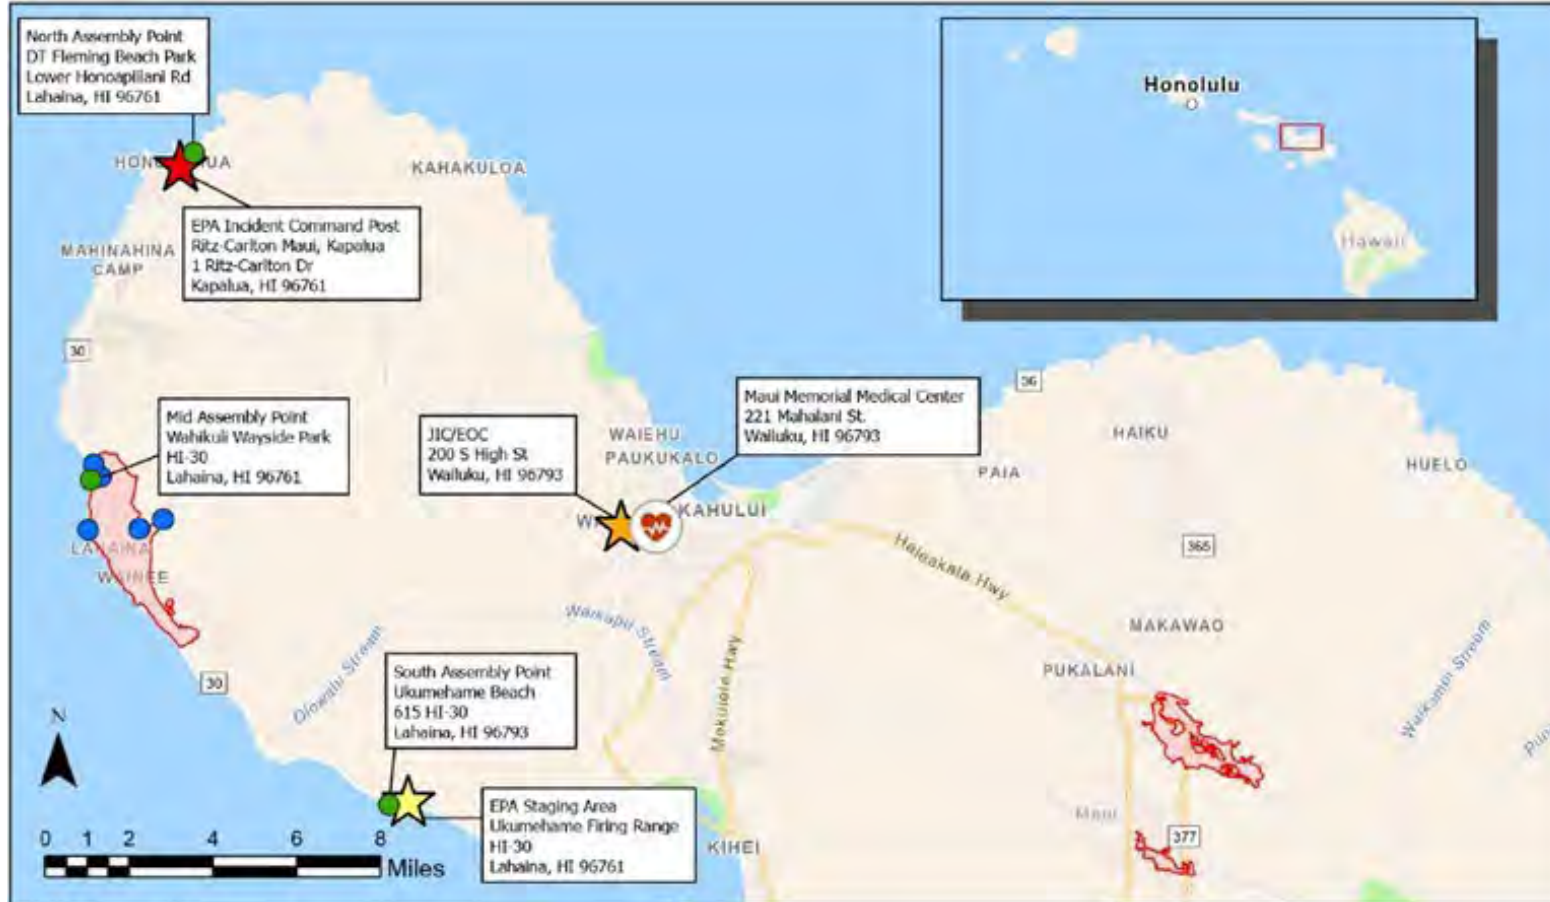 North Assembly Point
DT Fleming Beach Park
Lower Honoapiilani Rd
Lahaina, HI 96761
Honolulu
Hawaii
KAHAKULOA
EPA Incident Command Post
Ritz-Carlton Maui, Kapalua
1 Ritz-Carlton Dr
Kapalua, HI 96761
MAHINAHINA
CAMP
30
36
Mid Assembly Point
Wahikuli Wayside Park
HI-30
Lahaina, HI 96761
JIC/EOC
200 S High St
Wailuku, HI 96793
Maui Memorial Medical Center
221 Mahalani St.
Wailuku, HI 96793
WAIEHU
PAUKUKALO
HAIKU
PAIA
HUELO
KAHULUI
LAHAINA
WAINEE
Haleakala Hwy
365
Waikapu Stream
MAKAWAO
PUKALANI
Olowalu Stream
Mokulele Hwy
Waikamoi Stream
30
South Assembly Point
Ukumehame Beach
615 HI-30
Lahaina, HI 96793
N
EPA Staging Area
Ukumehame Firing Range
HI-30
Lahaina, HI 96761
KIHEI
Maui
377
0 1 2 4 6 8
Miles